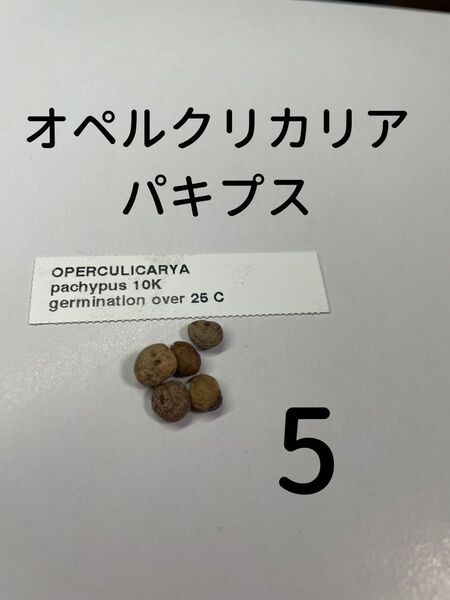 オペルクリカリア
パキプス
OPERCULICARYA
pachypus 10K
germination over 25 C
5